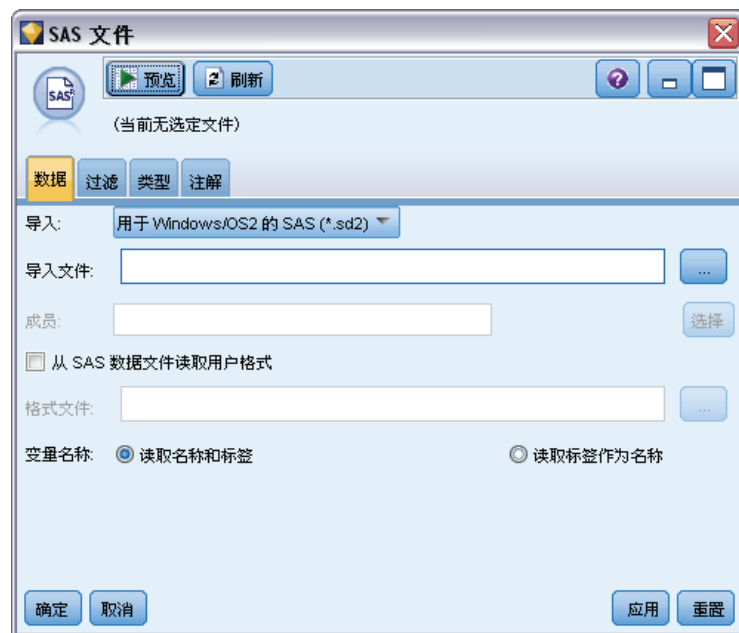 SAS 文件
SAS
预览 刷新
(当前无选定文件)
数据 过滤 类型 注解
导入: 用于 Windows/OS2 的 SAS (*.sd2)
导入文件: ...
成员: 选择
从 SAS 数据文件读取用户格式
格式文件: ...
变量名称: 读取名称和标签 读取标签作为名称
确定 取消 应用 重置